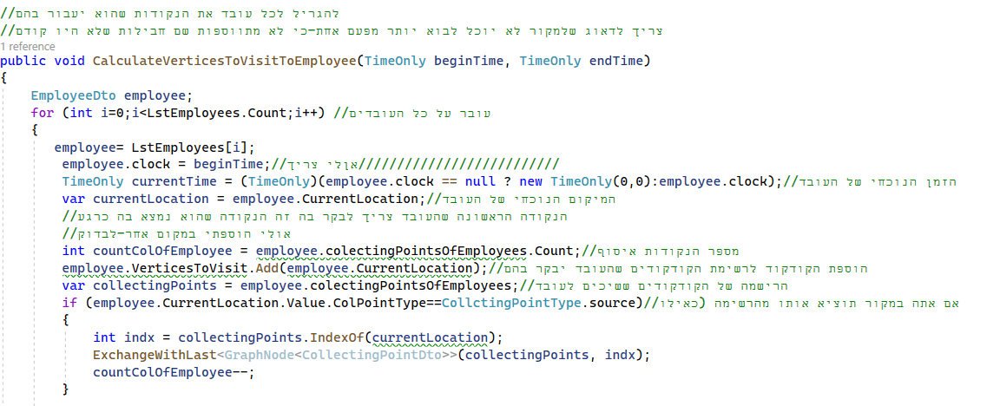 //להגריל לכל עובד את הנקודות שהוא יעבור בהם
//צריך לדאוג שלמקור לא יוכל לבוא יותר מפעם אחת-כי לא מתווספות שם חבילות שלא היו קודם
1 reference
public void CalculateVerticesToVisitToEmployee(TimeOnly beginTime, TimeOnly endTime)
{
EmployeeDto employee;
for (int i=0;i<LstEmployees.Count;i++) //עובר על כל העובדים
{
employee= LstEmployees[i];
employee.clock = beginTime;//אןלי צריך//////////////////////////
TimeOnly currentTime = (TimeOnly)(employee.clock == null ? new TimeOnly(0,0):employee.clock);//הזמן הנוכחי של העובד
var currentLocation = employee.CurrentLocation;//המיקום הנוכחי של העובד
//הנקודה הראשונה שהעובד צריך לבקר בה זה הנקודה שהוא נמצא בה כרגע
//אולי הוספתי במקום אחר-לבדוק
int countColOfEmployee = employee.colectingPointsOfEmployees.Count;//מספר הנקודות איסוף
employee.VerticesToVisit.Add(employee.CurrentLocation);//הוספת הקודקוד לרשימת הקודקודים שהעובד יבקר בהם
var collectingPoints = employee.colectingPointsOfEmployees;//הרישמה של הקודקודים ששיכים לעובד
if (employee.CurrentLocation.Value.ColPointType==CollctingPointType.source)//אם אתה במקור תוציא אותו מהרשימה (כאילו
{
int indx = collectingPoints.IndexOf(currentLocation);
ExchangeWithLast<GraphNode<CollectingPointDto>>(collectingPoints, indx);
countColOfEmployee--;
}